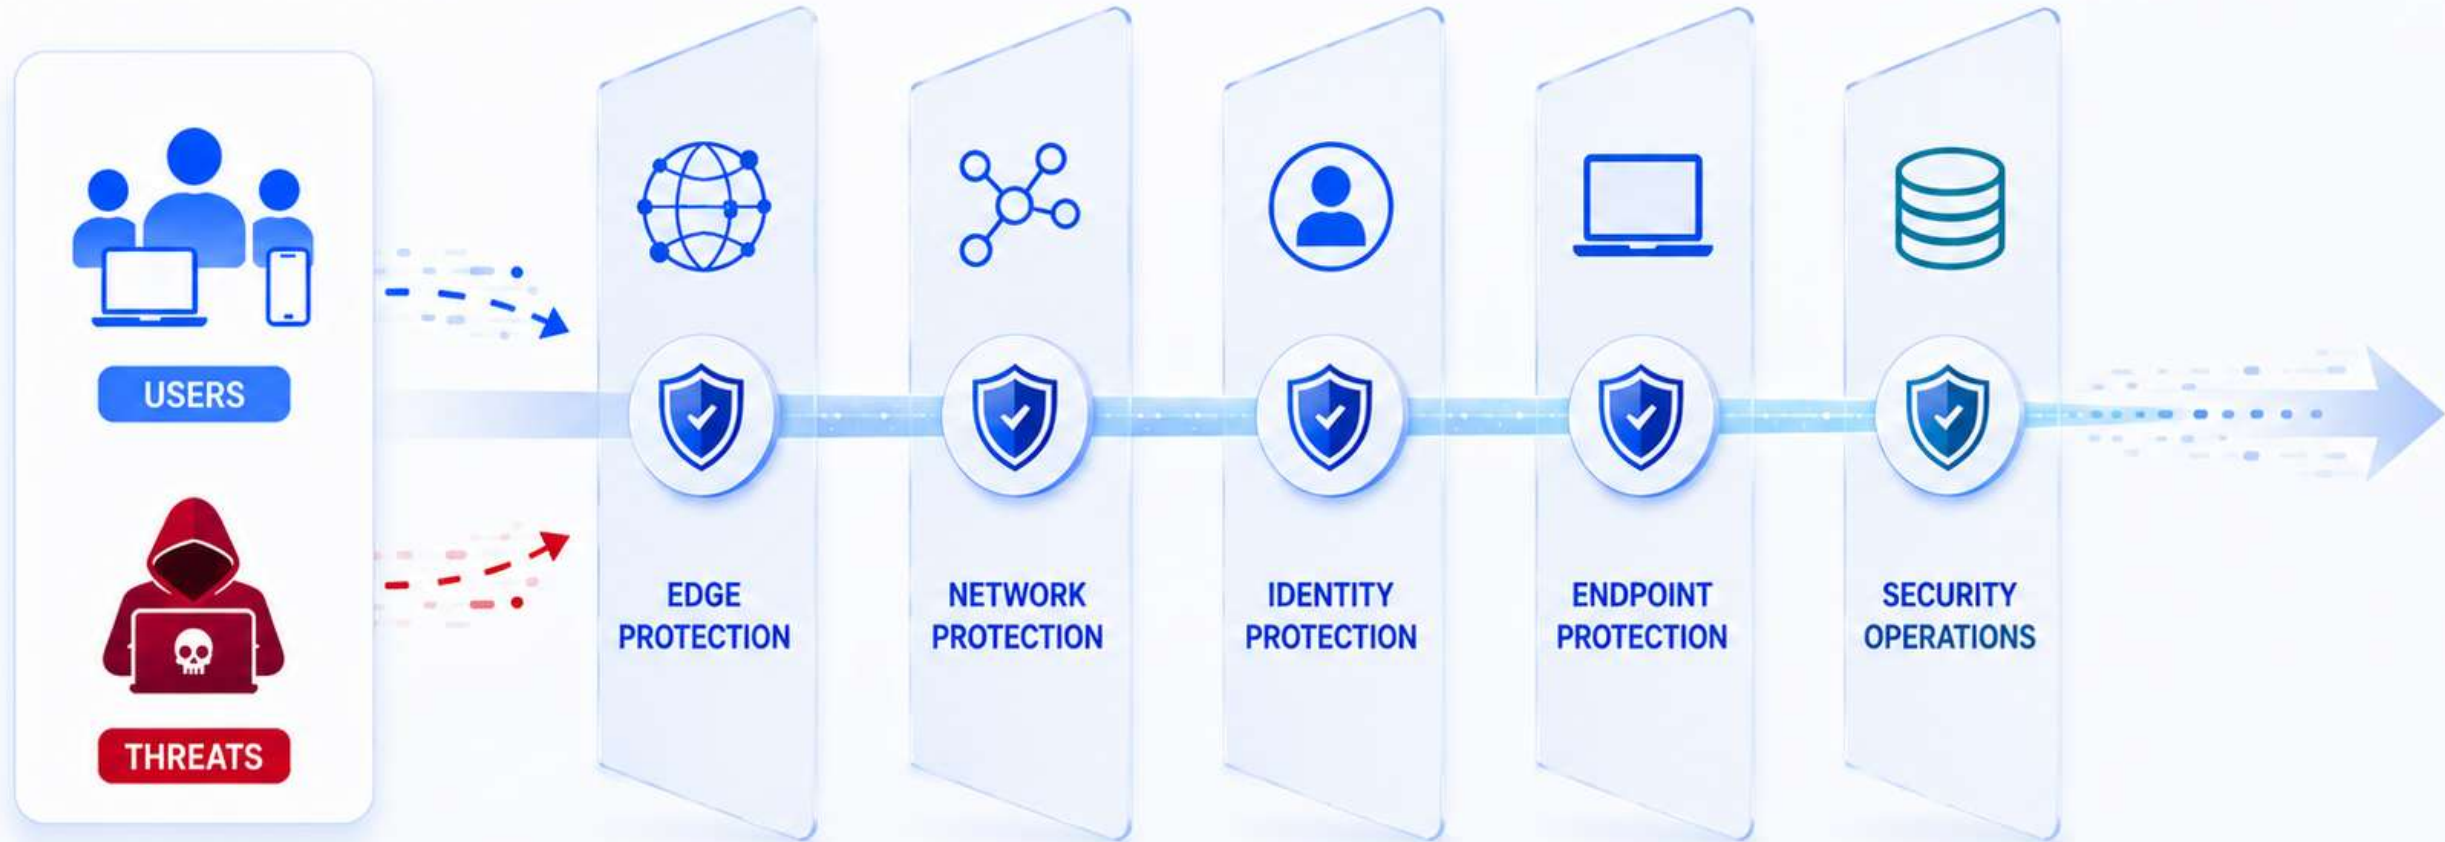 USERS
THREATS
EDGE
PROTECTION
NETWORK
PROTECTION
IDENTITY
PROTECTION
ENDPOINT
PROTECTION
SECURITY
OPERATIONS